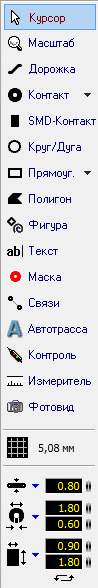 Курсор
Масштаб
Дорожка
Контакт
SMD-Контакт
Круг/Дуга
Прямоуг.
Полигон
Фигура
ab| Текст
Маска
Связи
Автотрасса
Контроль
Измеритель
Фотовид
5,08 мм
0.80
1.80
0.60
0.90
1.80